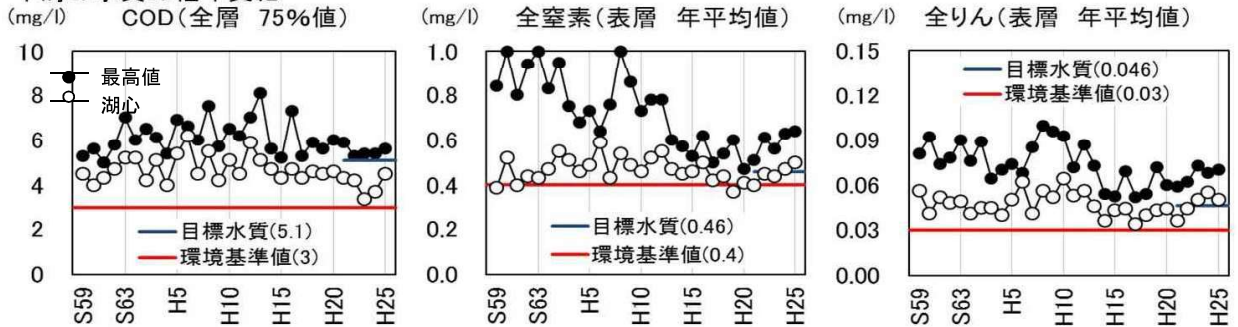 (mg/l) COD(全層 75%値)
10
8
6
4
2
0
最高値
湖心
目標水質(5.1)
環境基準値(3)
S59 S63 H5 H10 H15 H20 H25
(mg/l) 全窒素(表層 年平均値)
1.0
0.8
0.6
0.4
0.2
0.0
目標水質(0.46)
環境基準値(0.4)
S59 S63 H5 H10 H15 H20 H25
(mg/l) 全りん(表層 年平均値)
0.15
0.12
0.09
0.06
0.03
0.00
目標水質(0.046)
環境基準値(0.03)
S59 S63 H5 H10 H15 H20 H25